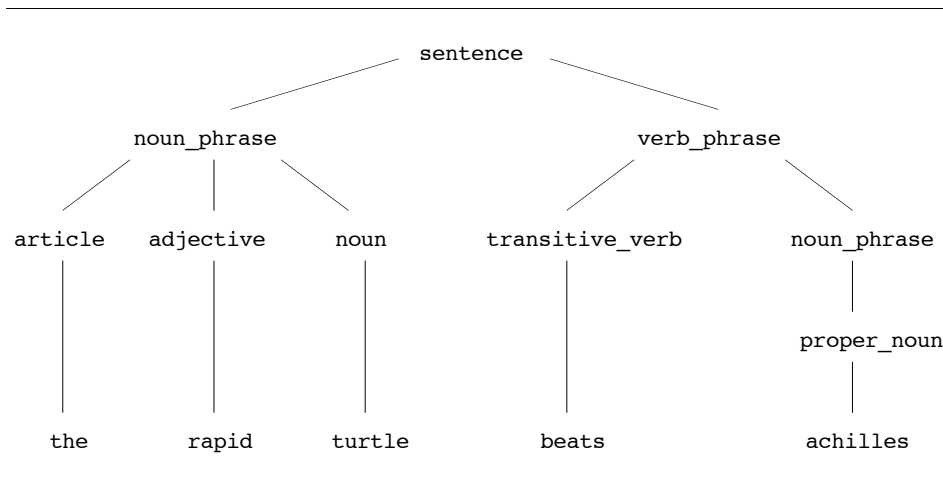 sentence
noun_phrase verb_phrase
article adjective noun transitive_verb noun_phrase
proper_noun
the rapid turtle beats achilles